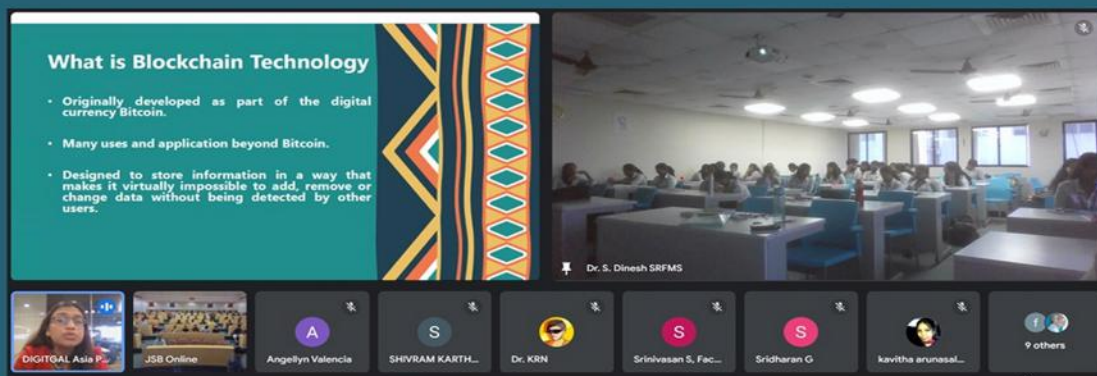 What is Blockchain Technology
• Originally developed as part of the digital
currency Bitcoin.
• Many uses and application beyond Bitcoin.
• Designed to store information in a way that
makes it virtually impossible to add, remove or
change data without being detected by other
users.
Dr. S. Dinesh SRFMS
DIGITGAL Asia P...
JSB Online
A
Angellyn Valencia
S
SHIVRAM KARTH...
Dr. KRN
S
Srinivasan S, Fac...
S
Sridharan G
kavitha arunasal...
f
9 others